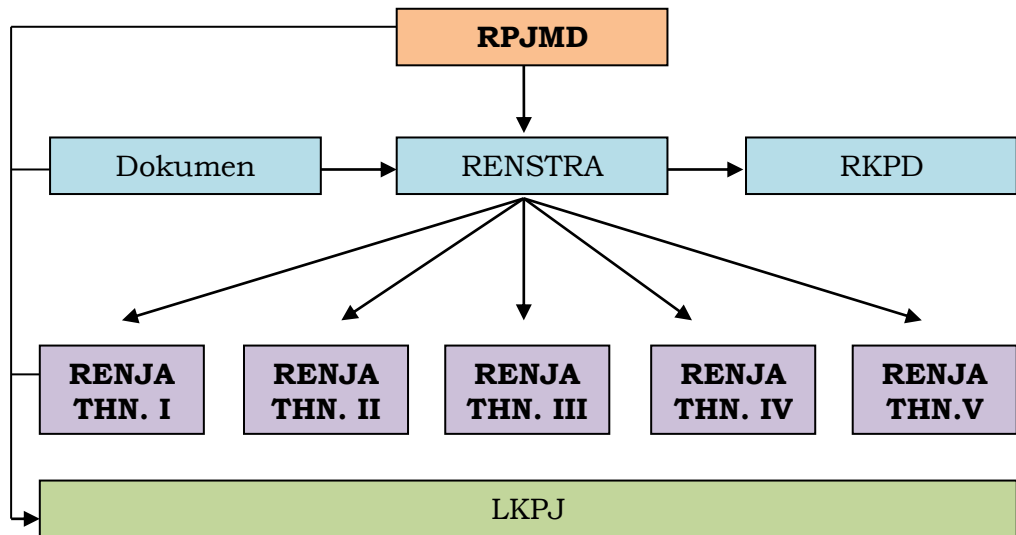 RPJMD
Dokumen
RENSTRA
RKPD
RENJA
THN. I
RENJA
THN. II
RENJA
THN. III
RENJA
THN. IV
RENJA
THN.V
LKPJ